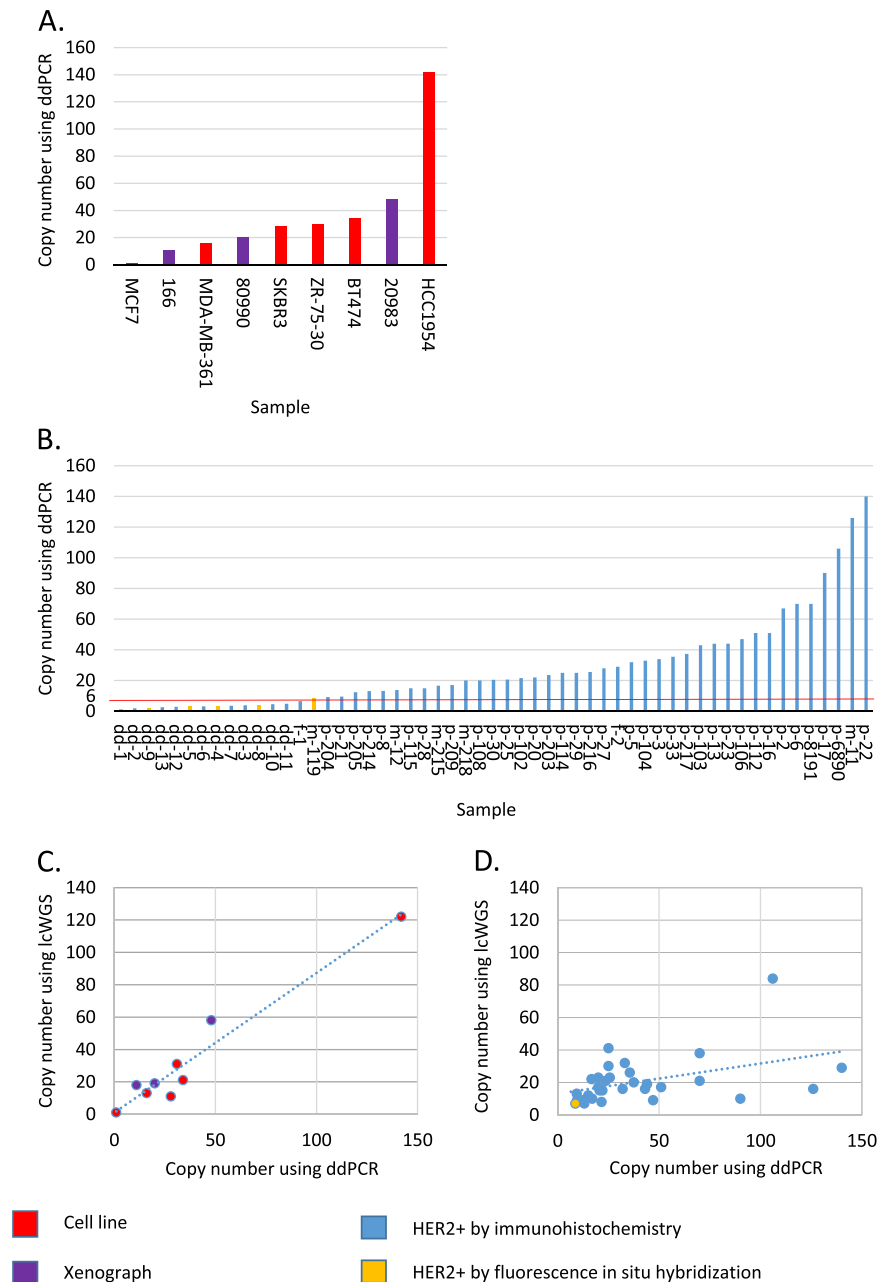 A.
Copy number using ddPCR
160
140
120
100
80
60
40
20
0
MCF7
166
MDA-MB-361
80990
SKBR3
ZR-75-30
BT474
20983
HCC1954
Sample
B.
Copy number using ddPCR
160
140
120
100
80
60
40
20
6
0
dd-1
dd-2
dd-9
dd-13
dd-12
dd-5
dd-6
dd-4
dd-7
dd-3
dd-8
dd-10
dd-11
f-1
m-119
p-204
p-21
p-205
p-214
p-8
m-12
p-115
p-28
m-215
p-209
m-218
p-108
p-30
p-25
p-102
p-20
p-203
p-114
p-29
p-216
p-27
f-2
p-5
p-104
p-3
p-33
p-217
p-103
p-13
p-23
p-106
p-112
p-16
p-2
p-6
p-8191
p-17
p-6890
m-11
p-22
Sample
C.
Copy number using lcWGS
140
120
100
80
60
40
20
0
0
50
100
150
Copy number using ddPCR
D.
Copy number using lcWGS
140
120
100
80
60
40
20
0
0
50
100
150
Copy number using ddPCR
Cell line
HER2+ by immunohistochemistry
Xenograph
HER2+ by fluorescence in situ hybridization